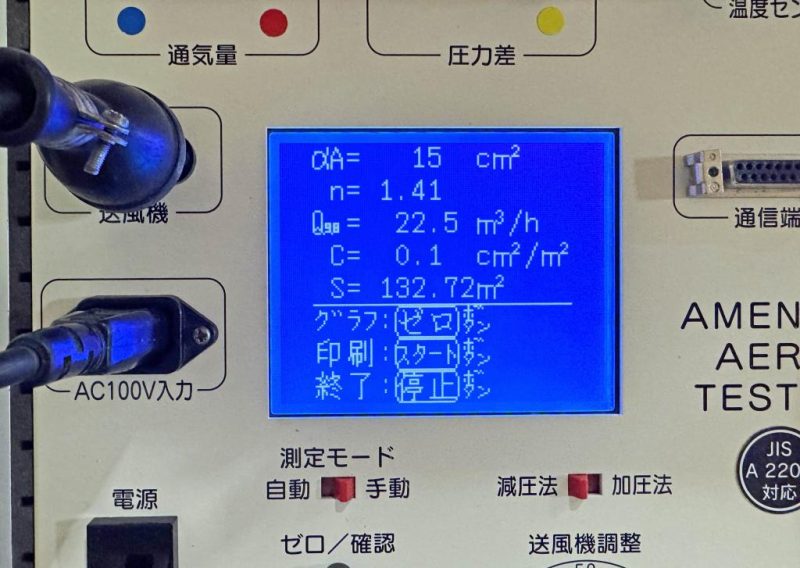 通気量
圧力差
温度セン
送風機
αA= 15 cm²
n= 1.41
Q9.8= 22.5 m³/h
C= 0.1 cm²/m²
S= 132.72m²
グラフ:(ゼロ)ボタン
印刷:(スタート)ボタン
終了:(停止)ボタン
通信端
AC100V入力
AMEN
AER
TEST
JIS
A 220
対応
測定モード
自動
手動
減圧法
加圧法
電源
ゼロ/確認
送風機調整
50